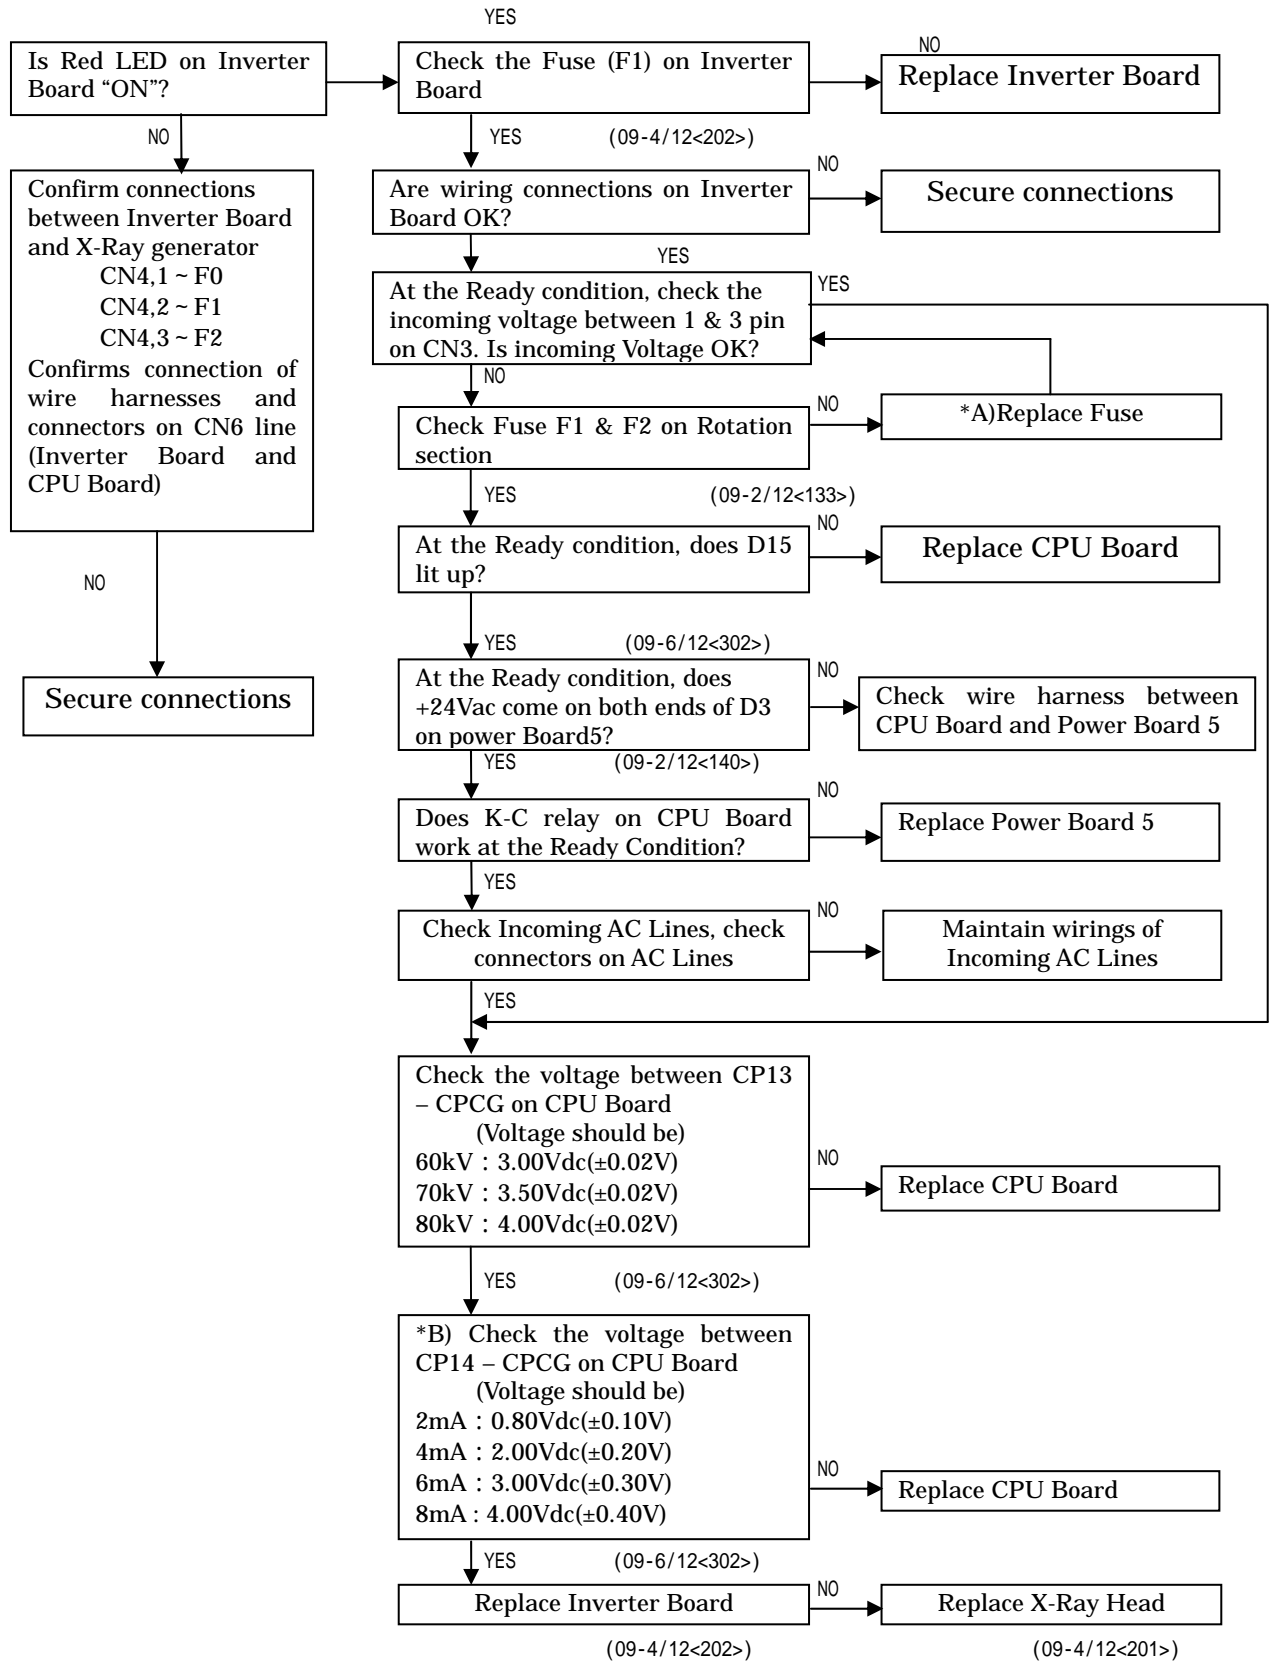 YES
Is Red LED on Inverter
Board “ON”?
Check the Fuse (F1) on Inverter
Board
NO
Replace Inverter Board
NO
YES
(09-4/12<202>)
Confirm connections
between Inverter Board
and X-Ray generator
CN4,1 ~ F0
CN4,2 ~ F1
CN4,3 ~ F2
Confirms connection of
wire harnesses and
connectors on CN6 line
(Inverter Board and
CPU Board)
Are wiring connections on Inverter
Board OK?
NO
Secure connections
YES
At the Ready condition, check the
incoming voltage between 1 & 3 pin
on CN3. Is incoming Voltage OK?
YES
NO
Check Fuse F1 & F2 on Rotation
section
NO
*A)Replace Fuse
YES
(09-2/12<133>)
At the Ready condition, does D15
lit up?
NO
Replace CPU Board
NO
Secure connections
YES
(09-6/12<302>)
At the Ready condition, does
+24Vac come on both ends of D3
on power Board5?
NO
Check wire harness between
CPU Board and Power Board 5
YES
(09-2/12<140>)
Does K-C relay on CPU Board
work at the Ready Condition?
NO
Replace Power Board 5
YES
Check Incoming AC Lines, check
connectors on AC Lines
NO
Maintain wirings of
Incoming AC Lines
YES
Check the voltage between CP13
– CPCG on CPU Board
(Voltage should be)
60kV : 3.00Vdc(±0.02V)
70kV : 3.50Vdc(±0.02V)
80kV : 4.00Vdc(±0.02V)
NO
Replace CPU Board
YES
(09-6/12<302>)
*B) Check the voltage between
CP14 – CPCG on CPU Board
(Voltage should be)
2mA : 0.80Vdc(±0.10V)
4mA : 2.00Vdc(±0.20V)
6mA : 3.00Vdc(±0.30V)
8mA : 4.00Vdc(±0.40V)
NO
Replace CPU Board
YES
(09-6/12<302>)
Replace Inverter Board
NO
Replace X-Ray Head
(09-4/12<202>)
(09-4/12<201>)